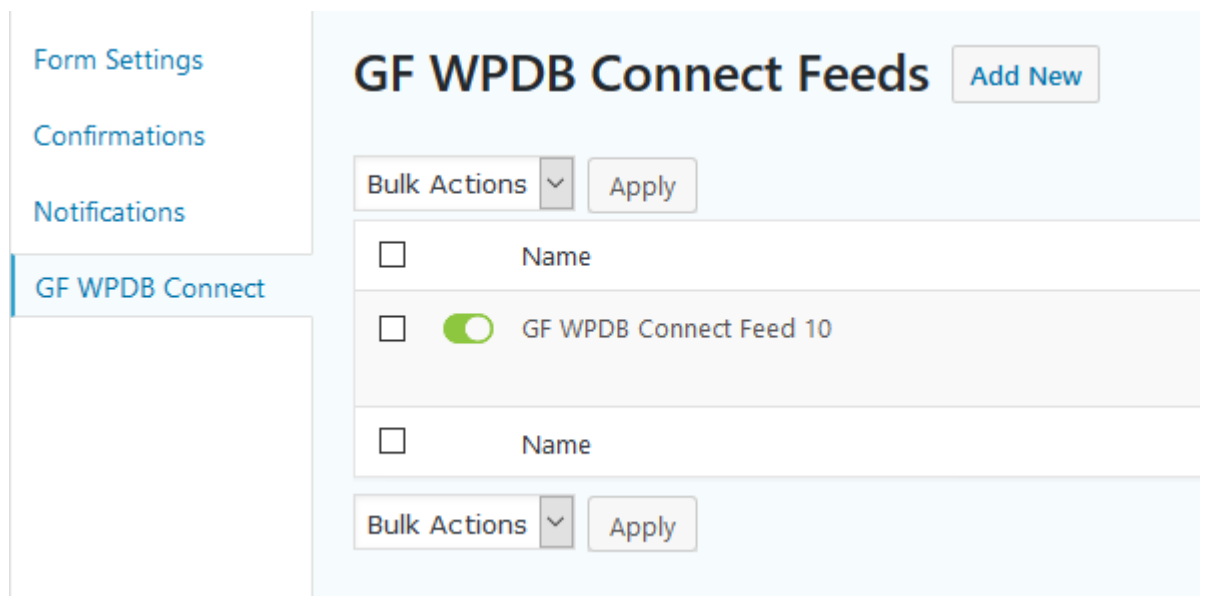 Form Settings
Confirmations
Notifications
GF WPDB Connect
GF WPDB Connect Feeds Add New
Bulk Actions Apply
Name
GF WPDB Connect Feed 10
Name
Bulk Actions Apply